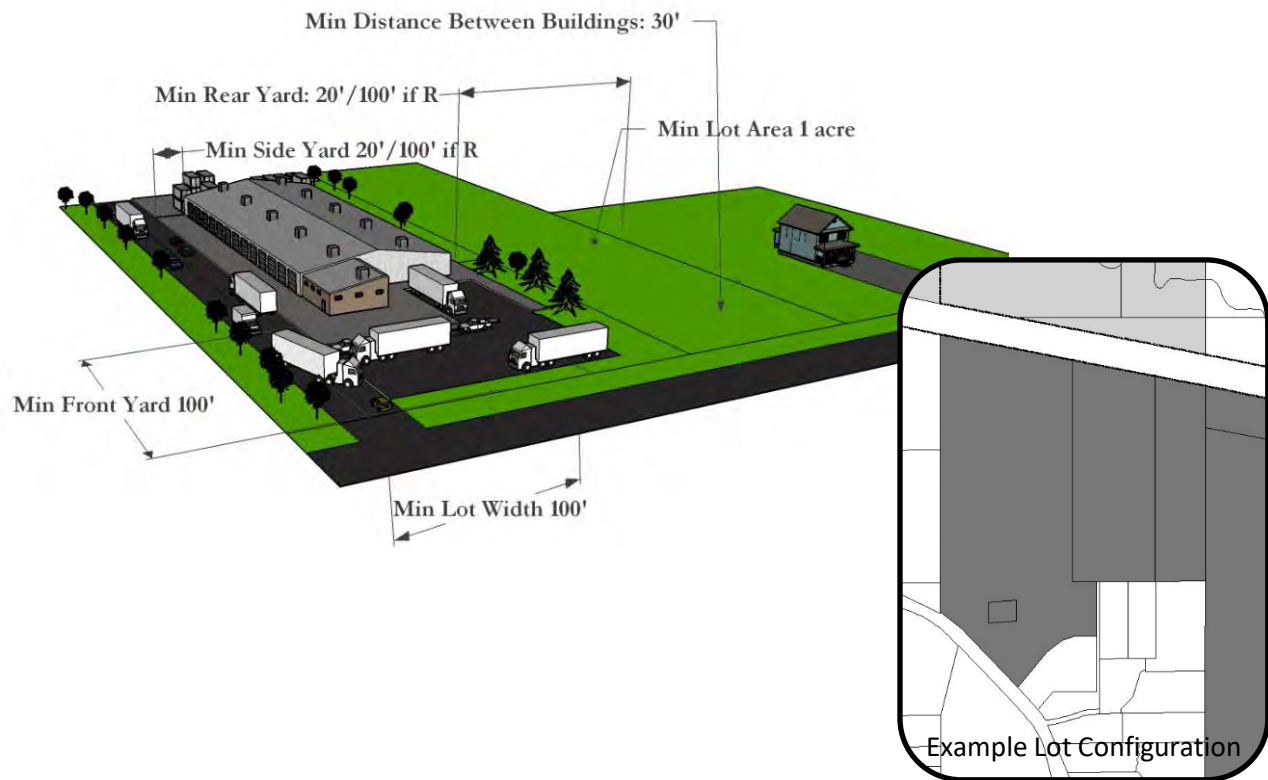 Min Distance Between Buildings: 30'
Min Rear Yard: 20'/100' if R
Min Lot Area 1 acre
Min Side Yard 20'/100' if R
Min Front Yard 100'
Min Lot Width 100'
Example Lot Configuration